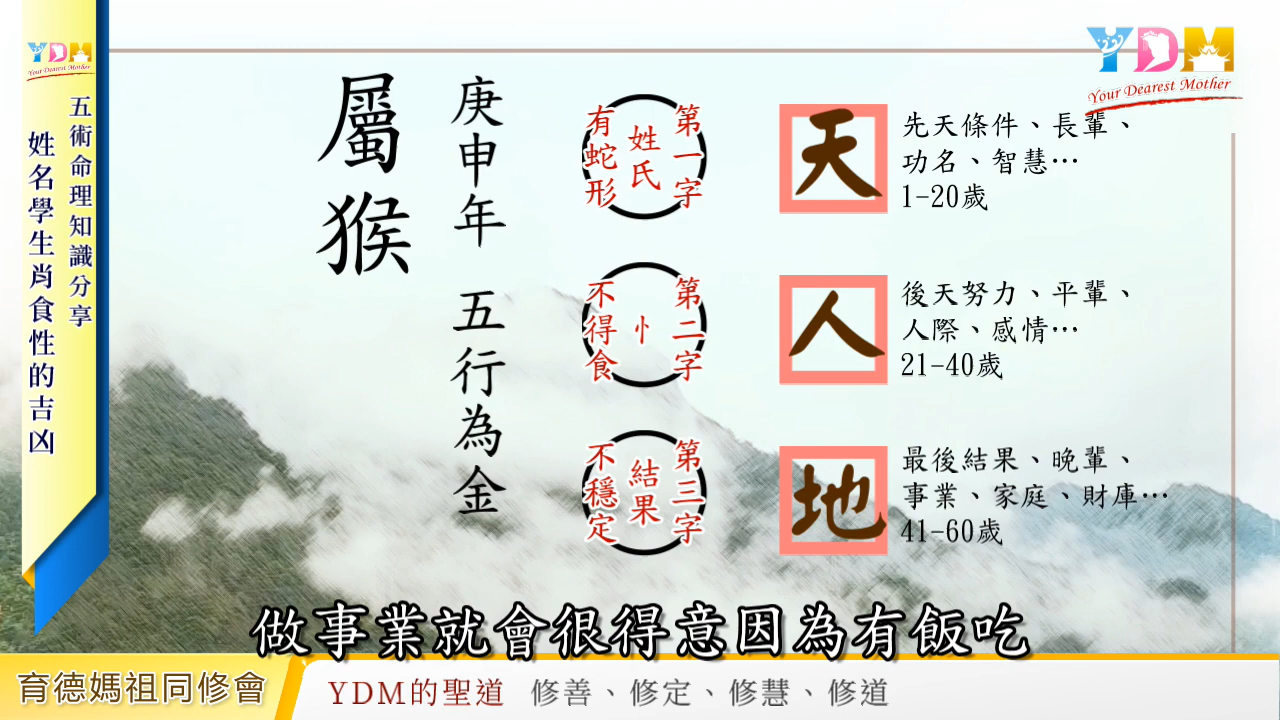 YDM
Your Dearest Mother
五術命理知識分享
姓名學生肖食性的吉凶
屬猴
庚申年 五行為金
第一字
姓氏
有蛇形
第二字
忄
不得食
第三字
結果
不穩定
YDM
Your Dearest Mother
天
先天條件、長輩、
功名、智慧…
1-20歲
人
後天努力、平輩、
人際、感情…
21-40歲
地
最後結果、晚輩、
事業、家庭、財庫…
41-60歲
做事業就會很得意因為有飯吃
育德媽祖同修會
YDM的聖道 修善、修定、修慧、修道